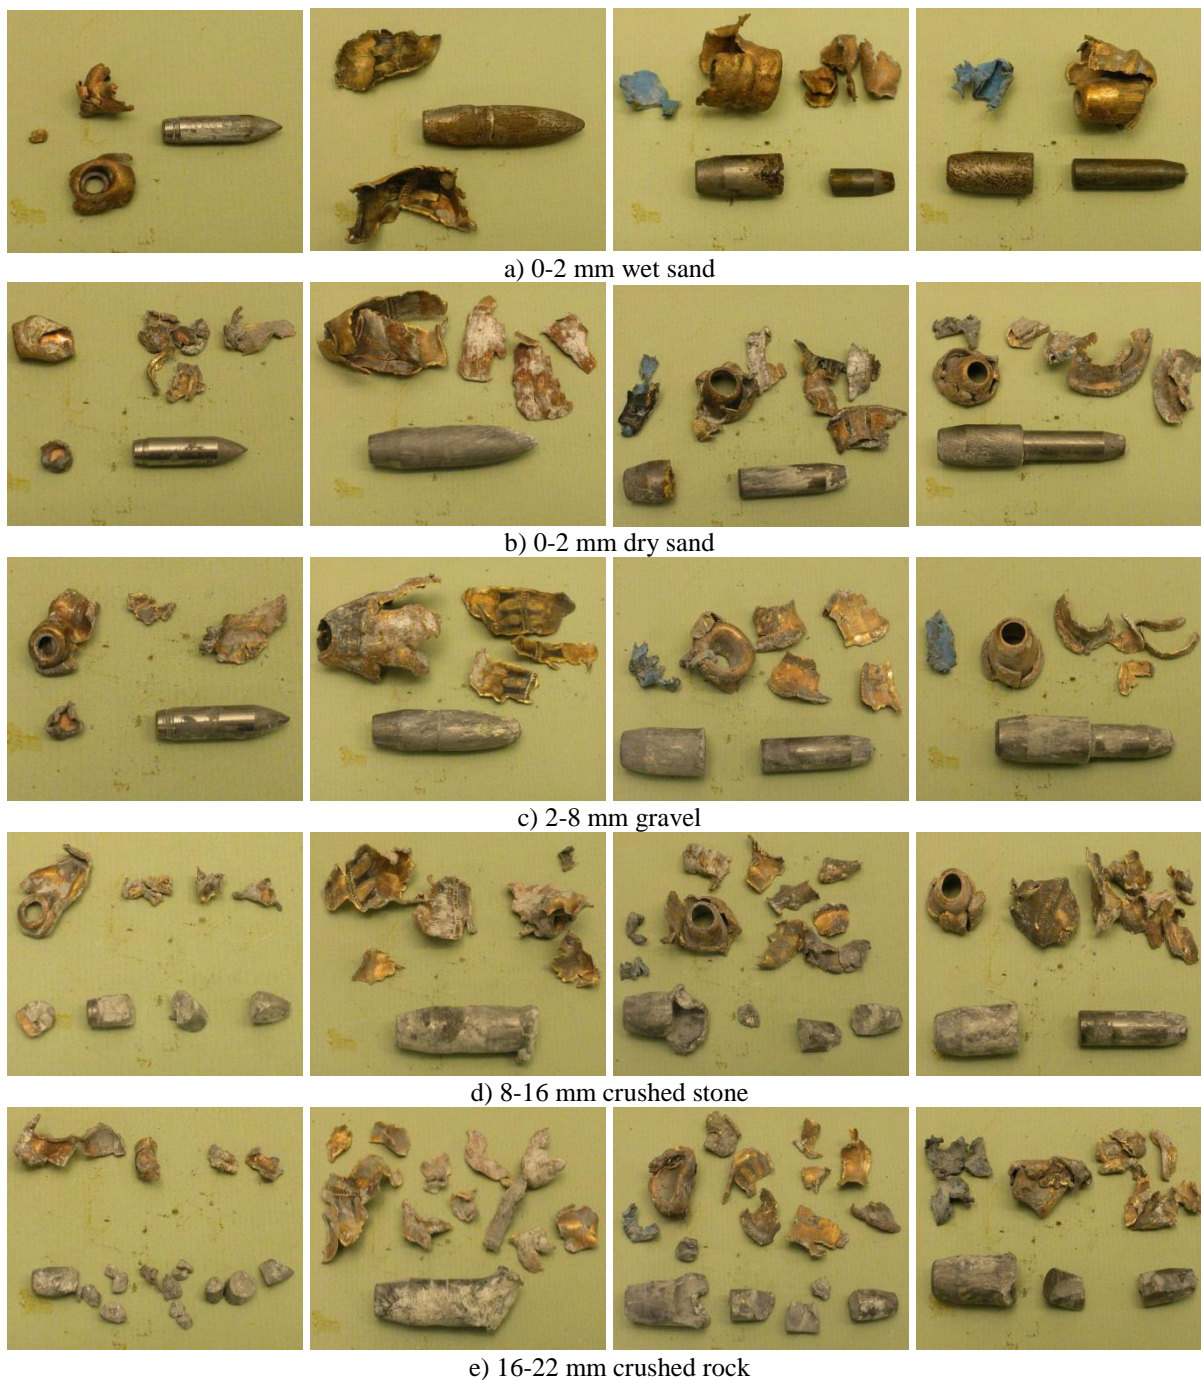 a) 0-2 mm wet sand
b) 0-2 mm dry sand
c) 2-8 mm gravel
d) 8-16 mm crushed stone
e) 16-22 mm crushed rock